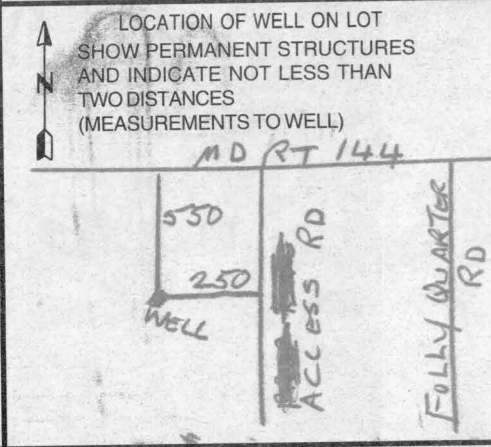 LOCATION OF WELL ON LOT
SHOW PERMANENT STRUCTURES
AND INDICATE NOT LESS THAN
TWO DISTANCES
(MEASUREMENTS TO WELL)
N
MD RT 144
550
250
WELL
ACCESS RD
FOLLY QUARTER
RD